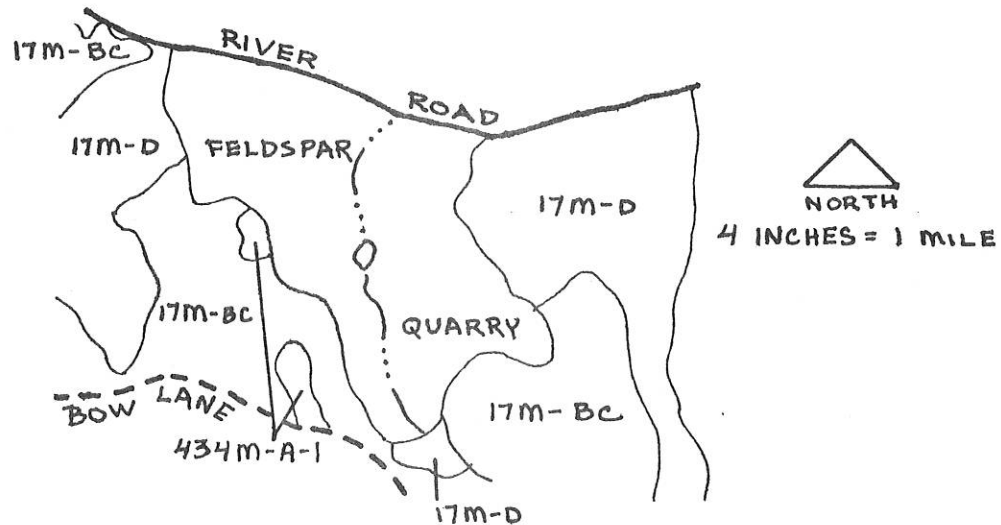 17M-BC
RIVER ROAD
17M-D
FELDSPAR
17M-D
NORTH
4 INCHES = 1 MILE
17M-BC
QUARRY
BOW LANE
17M-BC
434M-A-1
17M-D